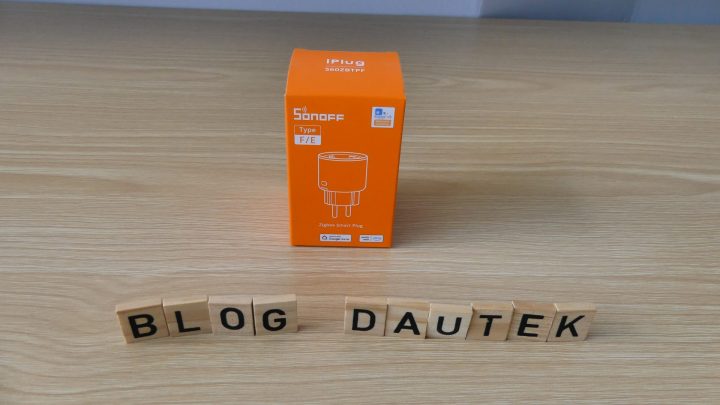 iPlug
S60ZBTPF
SONOFF
Type
F/E
Zigbee Smart Plug
BLOG DAUTEK